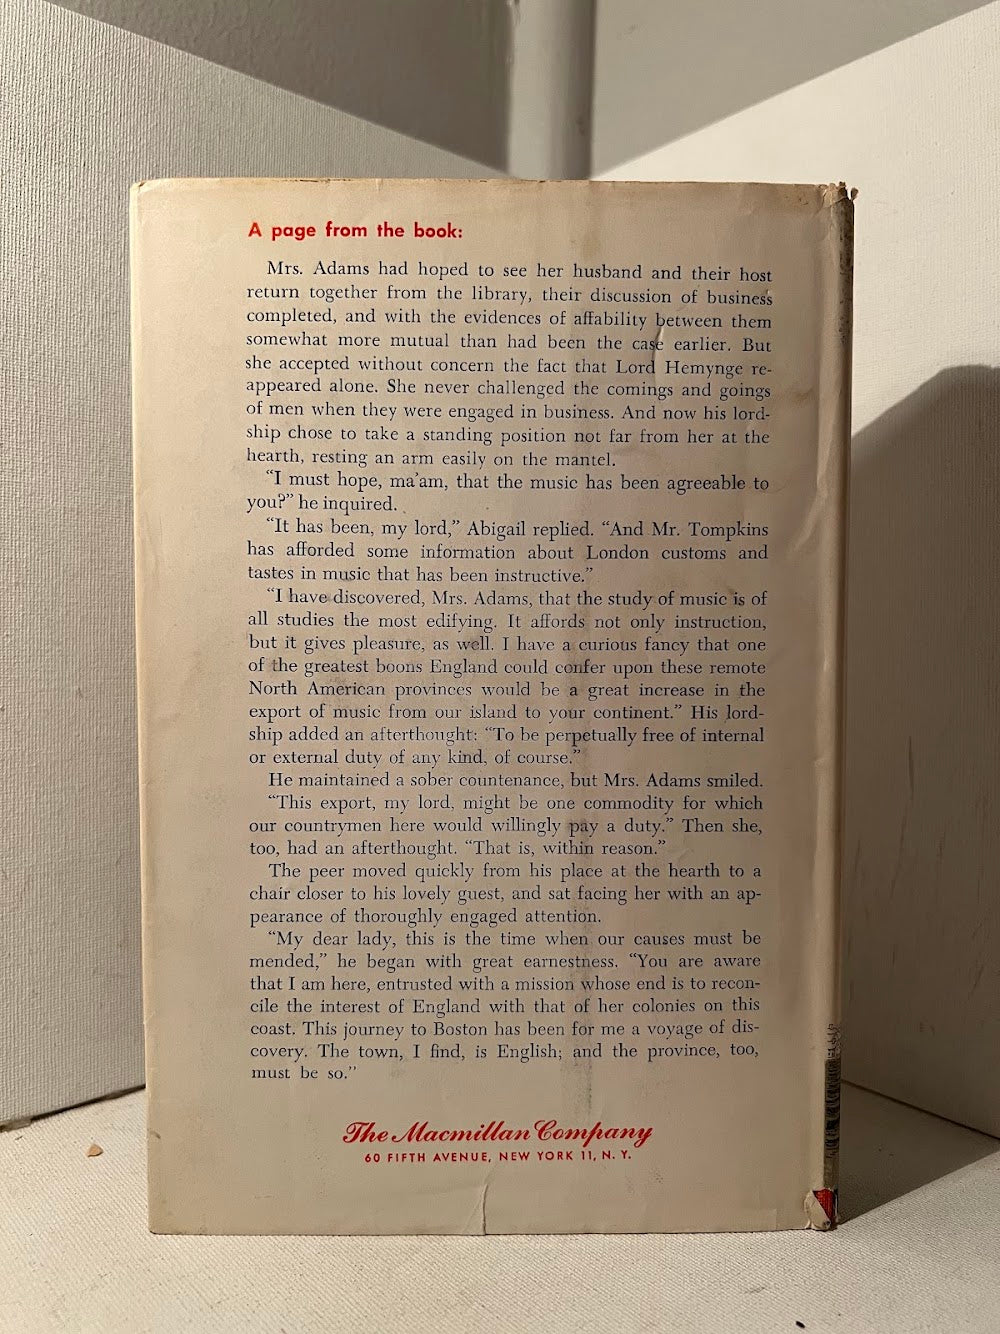 A page from the book:
Mrs. Adams had hoped to see her husband and their host
return together from the library, their discussion of business
completed, and with the evidences of affability between them
somewhat more mutual than had been the case earlier. But
she accepted without concern the fact that Lord Hemynge re-
appeared alone. She never challenged the comings and goings
of men when they were engaged in business. And now his lord-
ship chose to take a standing position not far from her at the
hearth, resting an arm easily on the mantel.
“I must hope, ma’am, that the music has been agreeable to
you?” he inquired.
“It has been, my lord,” Abigail replied. “And Mr. Tompkins
has afforded some information about London customs and
tastes in music that has been instructive.”
“I have discovered, Mrs. Adams, that the study of music is of
all studies the most edifying. It affords not only instruction,
but it gives pleasure, as well. I have a curious fancy that one
of the greatest boons England could confer upon these remote
North American provinces would be a great increase in the
export of music from our island to your continent.” His lord-
ship added an afterthought: “To be perpetually free of internal
or external duty of any kind, of course.”
He maintained a sober countenance, but Mrs. Adams smiled.
“This export, my lord, might be one commodity for which
our countrymen here would willingly pay a duty.” Then she,
too, had an afterthought. “That is, within reason.”
The peer moved quickly from his place at the hearth to a
chair closer to his lovely guest, and sat facing her with an ap-
pearance of thoroughly engaged attention.
“My dear lady, this is the time when our causes must be
mended,” he began with great earnestness. “You are aware
that I am here, entrusted with a mission whose end is to recon-
cile the interest of England with that of her colonies on this
coast. This journey to Boston has been for me a voyage of dis-
covery. The town, I find, is English; and the province, too,
must be so.”
The Macmillan Company
60 FIFTH AVENUE, NEW YORK 11, N. Y.